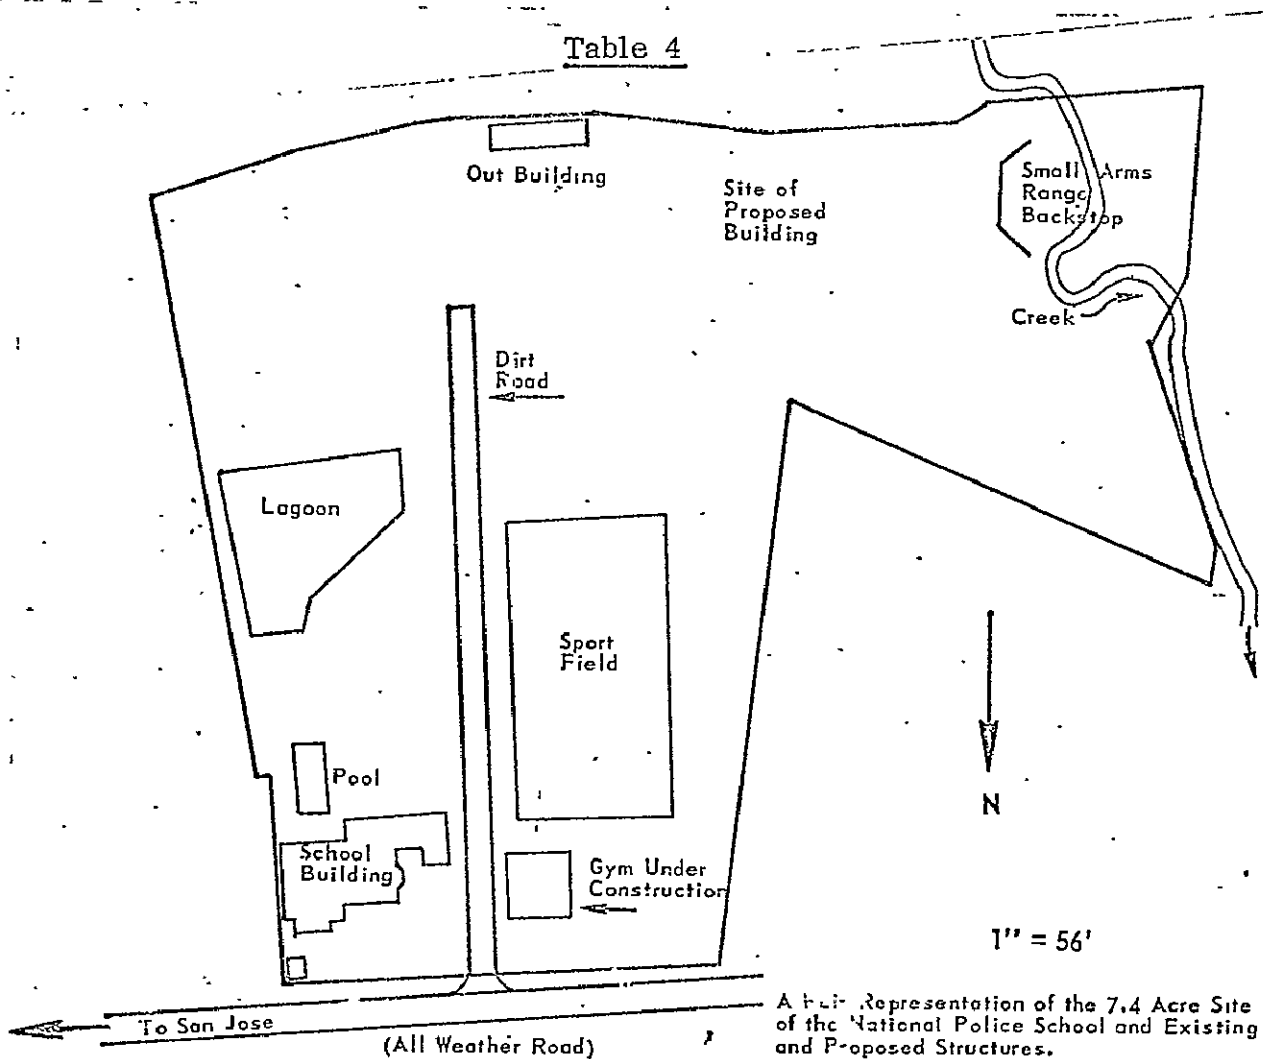 Table 4
Out Building
Site of
Proposed
Building
Small Arms
Range
Backstop
Creek
Dirt
Road
Lagoon
Sport
Field
Pool
School
Building
Gym Under
Construction
N
1" = 56'
To San Jose
(All Weather Road)
A Representation of the 7.4 Acre Site
of the National Police School and Existing
and Proposed Structures.